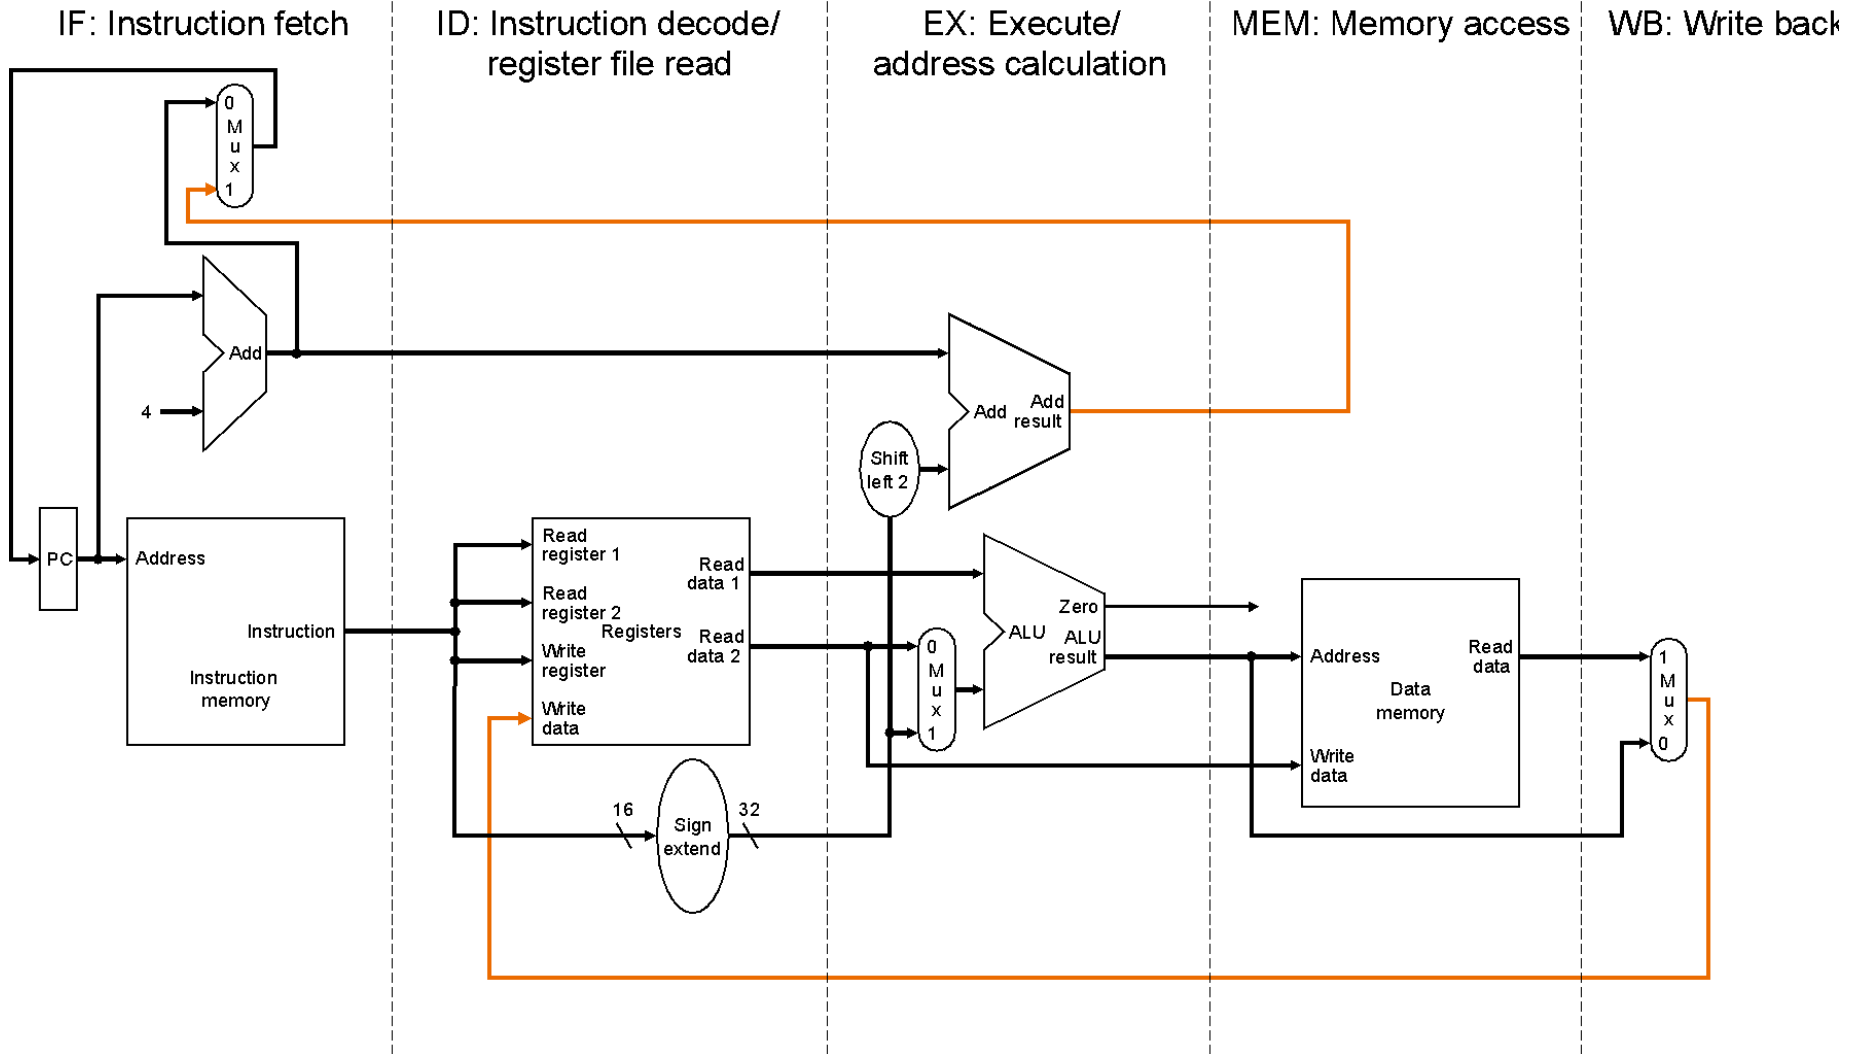 IF: Instruction fetch
ID: Instruction decode/
register file read
EX: Execute/
address calculation
MEM: Memory access
WB: Write back
0
M
u
x
1
Add
4
PC
Address
Instruction
Instruction
memory
Read
register 1
Read
register 2
Write
register
Write
data
Registers
Read
data 1
Read
data 2
16
Sign
extend
32
Shift
left 2
Add
Add
result
0
M
u
x
1
ALU
Zero
ALU
result
Address
Write
data
Data
memory
Read
data
1
M
u
x
0